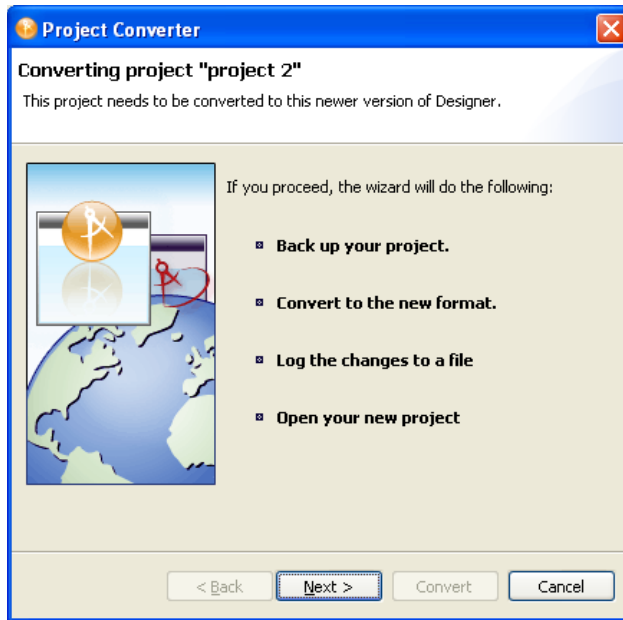 Project Converter
Converting project "project 2"
This project needs to be converted to this newer version of Designer.
If you proceed, the wizard will do the following:
Back up your project.
Convert to the new format.
Log the changes to a file
Open your new project
< Back Next > Convert Cancel